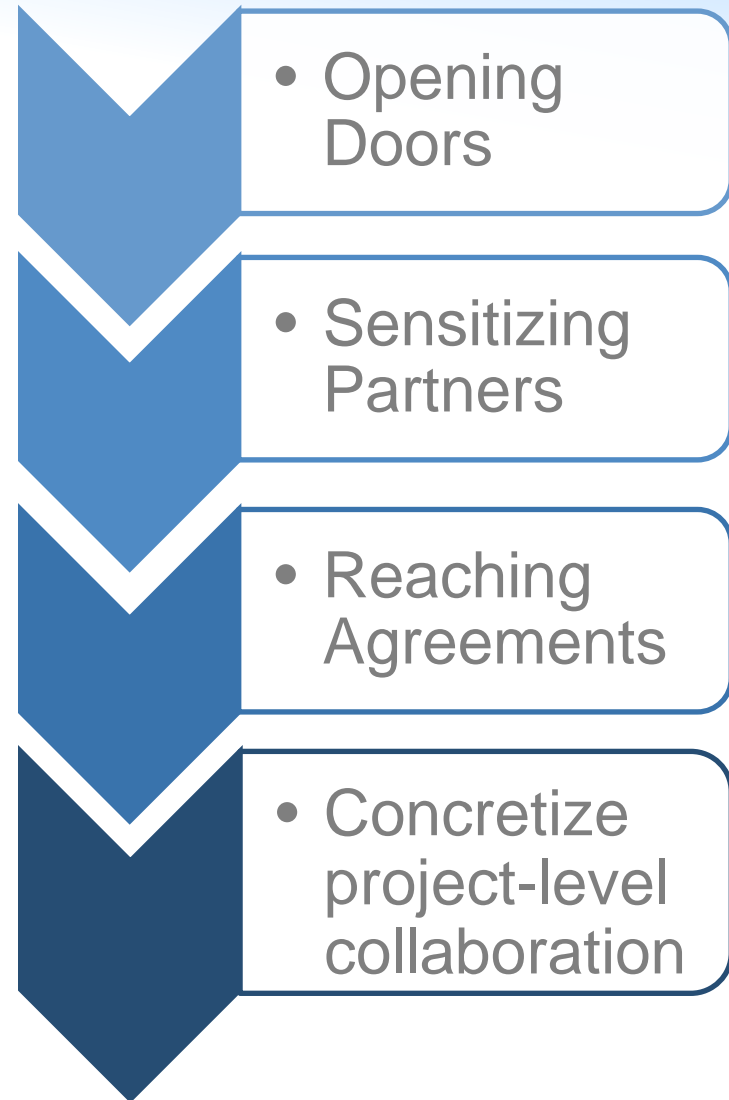 • Opening
Doors
• Sensitizing
Partners
• Reaching
Agreements
• Concretize
project-level
collaboration